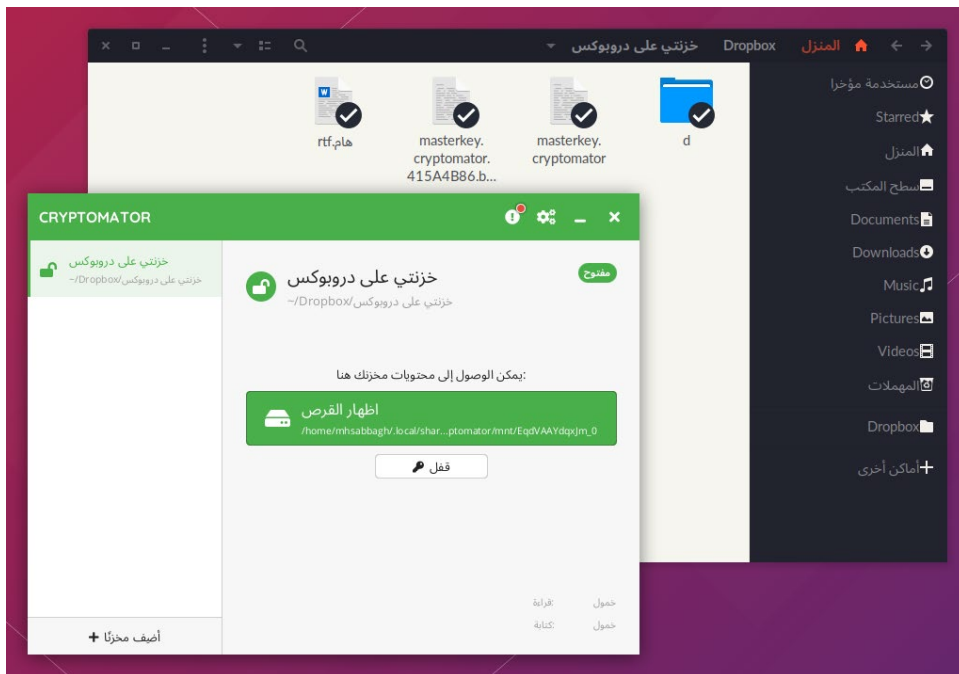 المنزل Dropbox خزنتي على دروبوكس
مستخدمة مؤخرا
Starred
المنزل
سطح المكتب
Documents
Downloads
Music
Pictures
Videos
المهملات
Dropbox
أماكن أخرى
d
masterkey.
cryptomator
masterkey.
cryptomator.
415A4B86.b...
هام.rtf
CRYPTOMATOR
خزنتي على دروبوكس
~/Dropbox/خزنتي على دروبوكس
أضيف مخزنًا
خزنتي على دروبوكس
~/Dropbox/خزنتي على دروبوكس
مفتوح
يمكن الوصول إلى محتويات مخزنك هنا:
اظهار القرص
/home/mhsabbagh/.local/shar...ptomator/mnt/EqdVAAYdqxJm_0
قفل
قراءة: خمول
كتابة: خمول